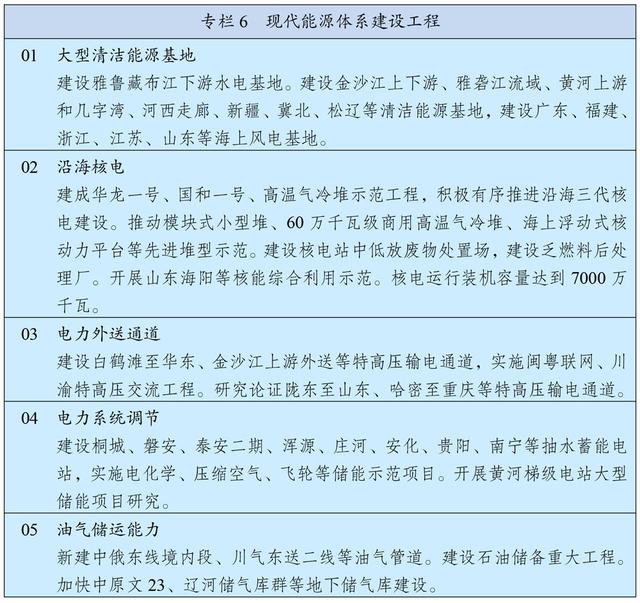 专栏 6 现代能源体系建设工程
01 大型清洁能源基地
建设雅鲁藏布江下游水电基地。建设金沙江上下游、雅砻江流域、黄河上游
和几字湾、河西走廊、新疆、冀北、松辽等清洁能源基地，建设广东、福建、
浙江、江苏、山东等海上风电基地。
02 沿海核电
建成华龙一号、国和一号、高温气冷堆示范工程，积极有序推进沿海三代核
电建设。推动模块式小型堆、60 万千瓦级商用高温气冷堆、海上浮动式核
动力平台等先进堆型示范。建设核电站中低放废物处置场，建设乏燃料后处
理厂。开展山东海阳等核能综合利用示范。核电运行装机容量达到 7000 万
千瓦。
03 电力外送通道
建设白鹤滩至华东、金沙江上游外送等特高压输电通道，实施闽粤联网、川
渝特高压交流工程。研究论证陇东至山东、哈密至重庆等特高压输电通道。
04 电力系统调节
建设桐城、磐安、泰安二期、浑源、庄河、安化、贵阳、南宁等抽水蓄能电
站，实施电化学、压缩空气、飞轮等储能示范项目。开展黄河梯级电站大型
储能项目研究。
05 油气储运能力
新建中俄东线境内段、川气东送二线等油气管道。建设石油储备重大工程。
加快中原文 23、辽河储气库群等地下储气库建设。